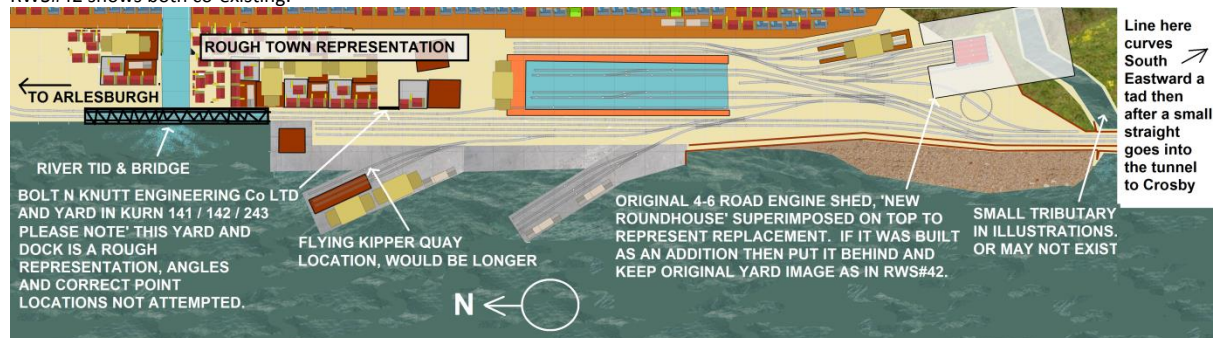 RWS#42 shows both co-existing.
ROUGH TOWN REPRESENTATION
TO ARLESBURGH
RIVER TID & BRIDGE
BOLT N KNUTT ENGINEERING Co LTD
AND YARD IN KURN 141 / 142 / 243
PLEASE NOTE' THIS YARD AND
DOCK IS A ROUGH
REPRESENTATION, ANGLES
AND CORRECT POINT
LOCATIONS NOT ATTEMPTED.
FLYING KIPPER QUAY
LOCATION, WOULD BE LONGER
N
ORIGINAL 4-6 ROAD ENGINE SHED, 'NEW
ROUNDHOUSE' SUPERIMPOSED ON TOP TO
REPRESENT REPLACEMENT. IF IT WAS BUILT
AS AN ADDITION THEN PUT IT BEHIND AND
KEEP ORIGINAL YARD IMAGE AS IN RWS#42.
SMALL TRIBUTARY
IN ILLUSTRATIONS.
OR MAY NOT EXIST
Line here
curves
South
Eastward a
tad then
after a small
straight
goes into
the tunnel
to Crosby